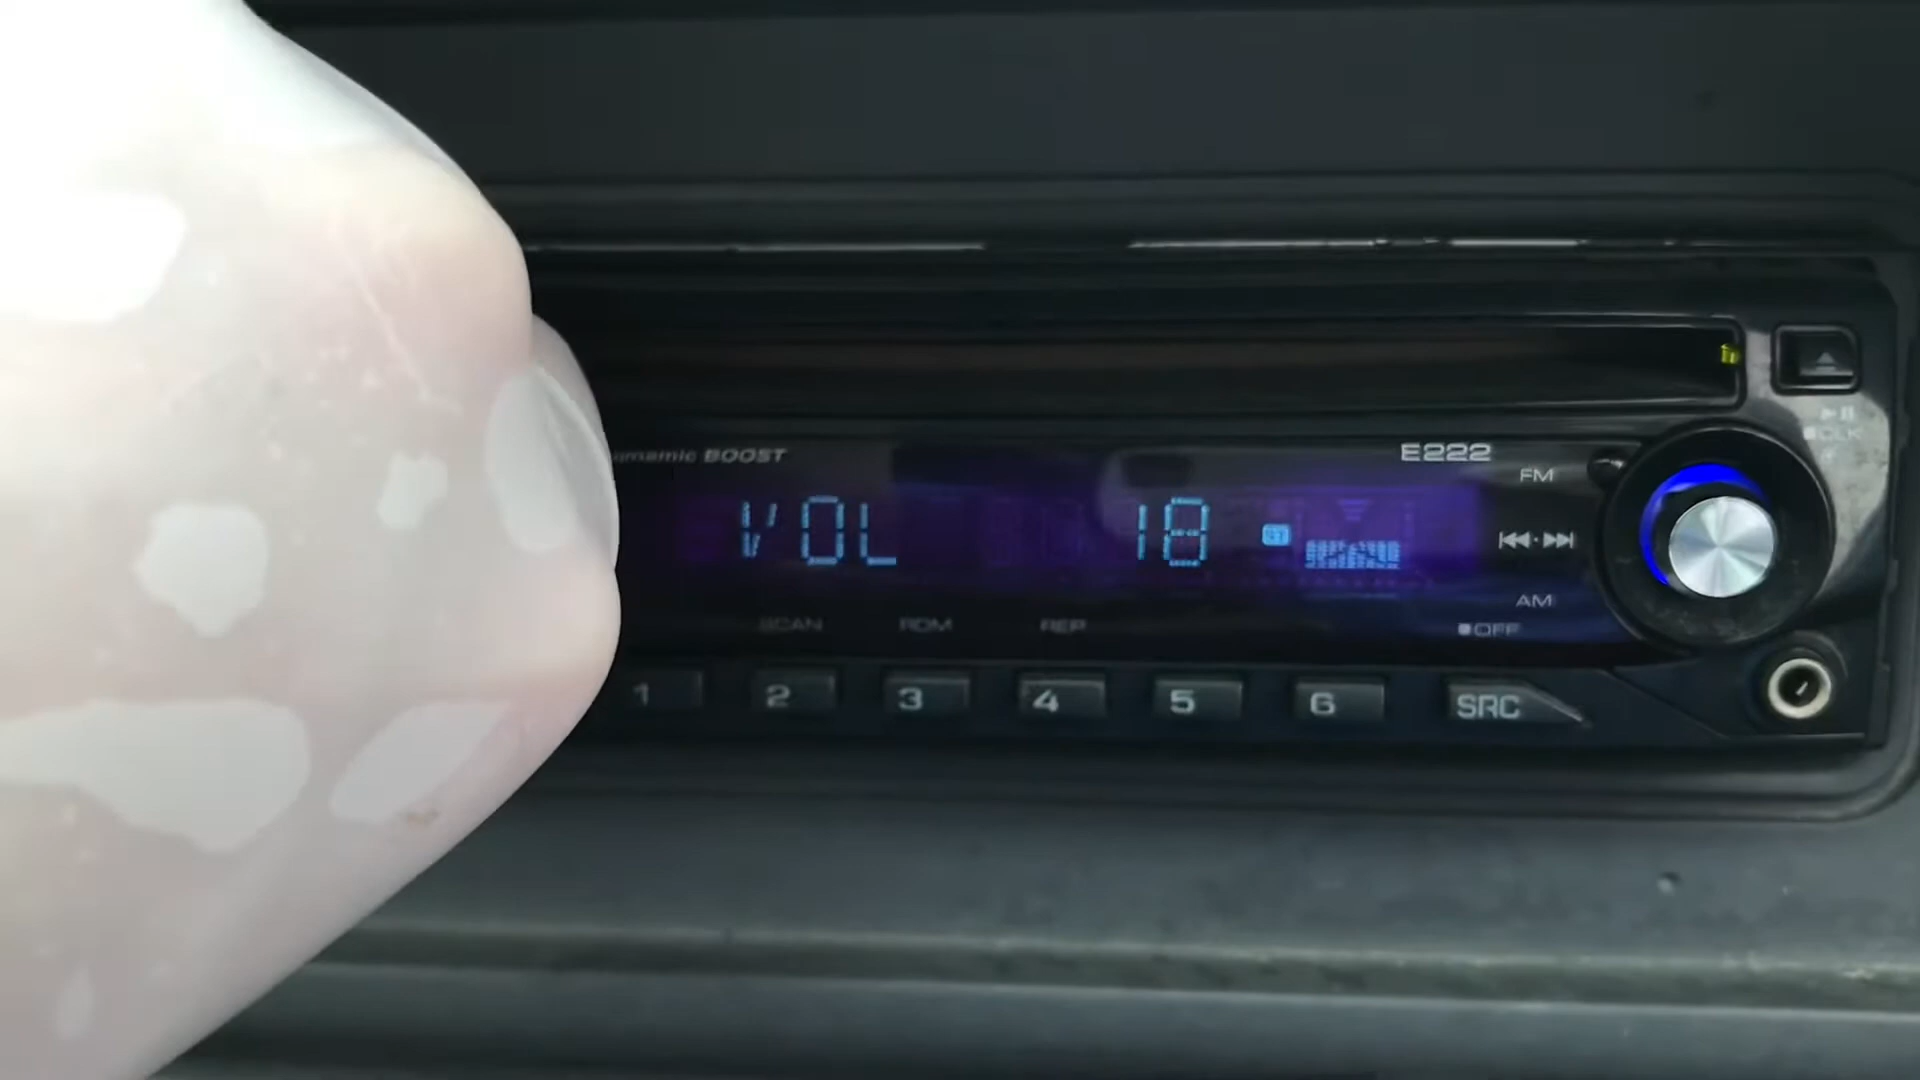 BOOST
E222
FM
VOL 18
AM
SCAN RDM REP
OFF
1 2 3 4 5 6 SRC